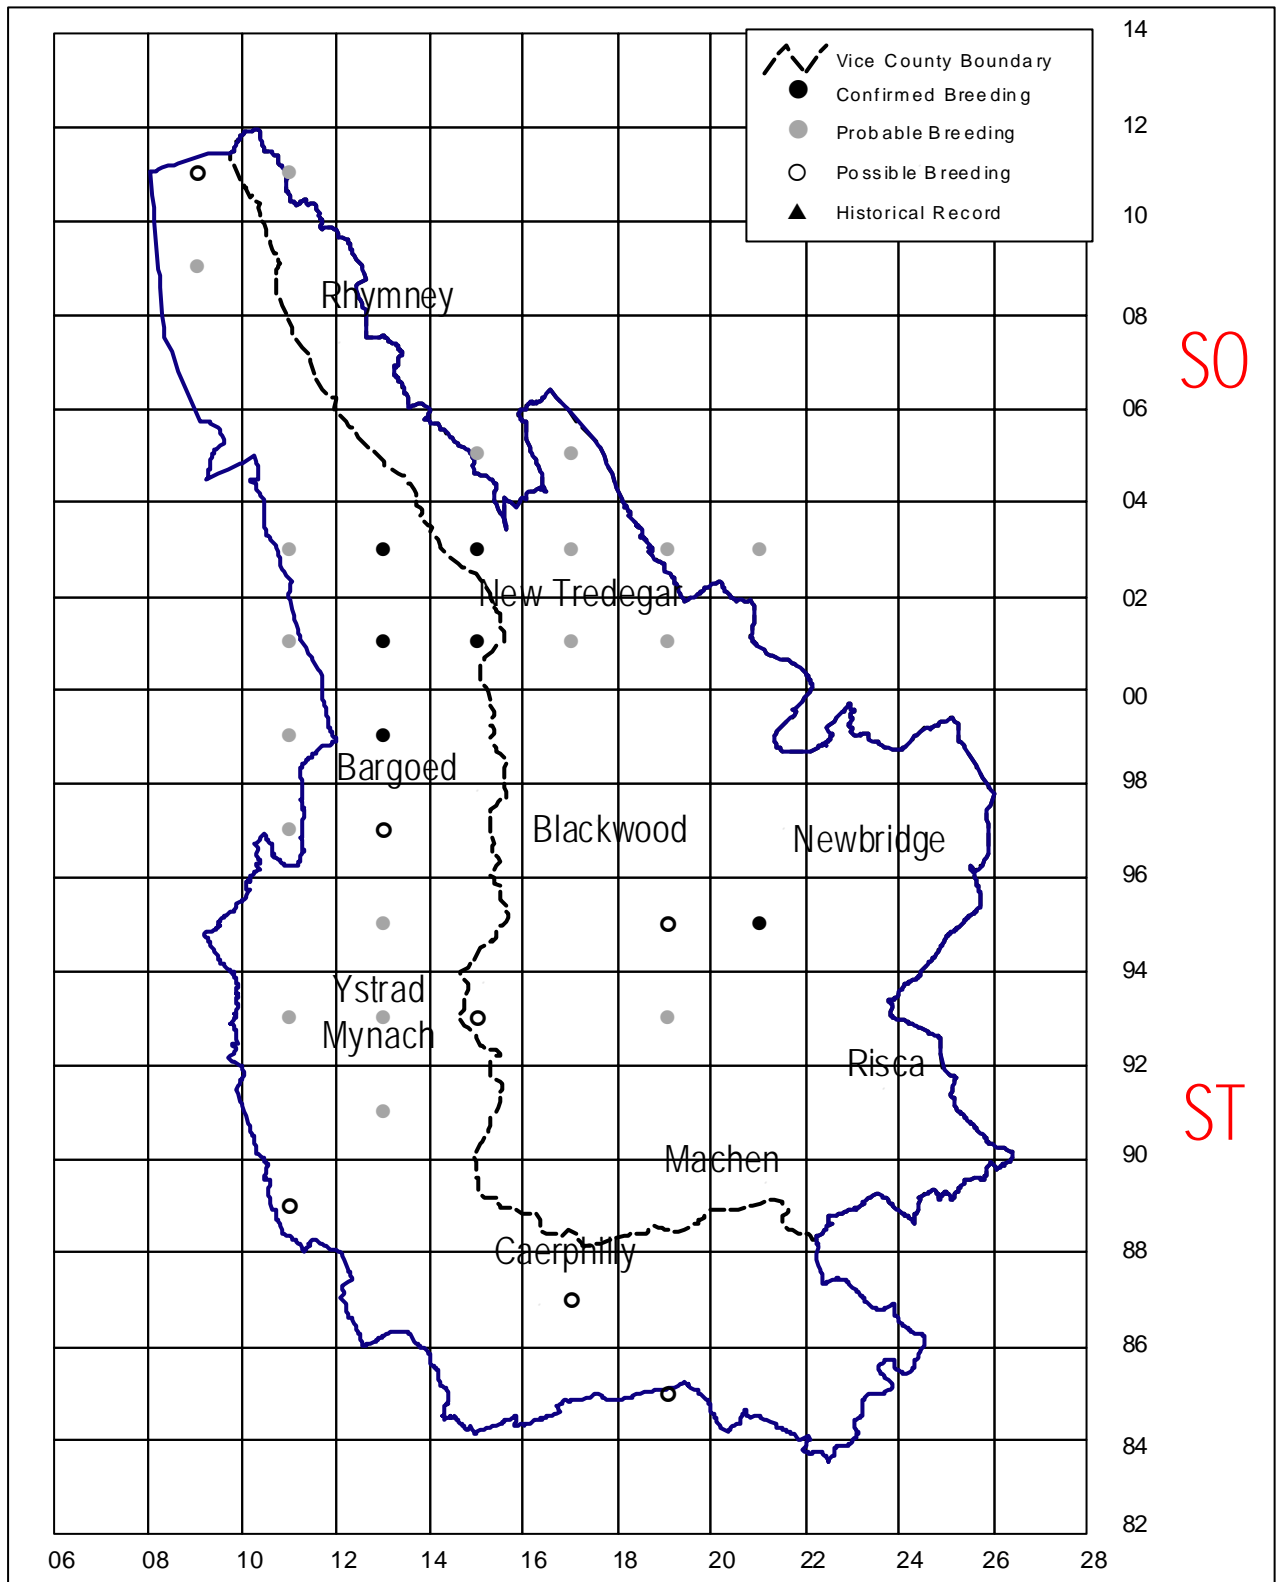 14
Vice County Boundary
Confirmed Breeding
12
Probable Breeding
Possible Breeding
10
Historical Record
Rhymney
08
SO
06
04
New Tredegar
02
00
Bargoed
98
Blackwood
Newbridge
96
94
Ystrad
Mynach
92
Risca
ST
90
Machen
88
Caerphilly
86
84
82
06 08 10 12 14 16 18 20 22 24 26 28